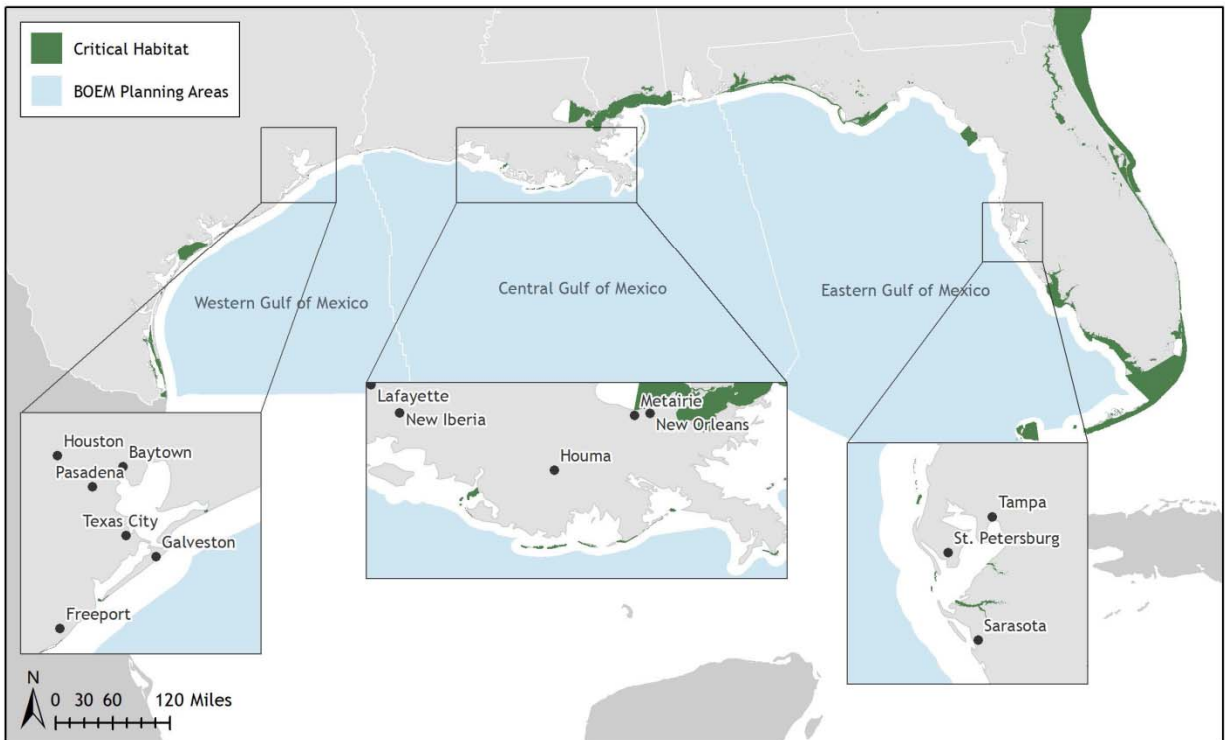 Critical Habitat
BOEM Planning Areas
Western Gulf of Mexico
Central Gulf of Mexico
Eastern Gulf of Mexico
Houston
Baytown
Pasadena
Texas City
Galveston
Freeport
Lafayette
New Iberia
Metairie
New Orleans
Houma
Tampa
St. Petersburg
Sarasota
N
0 30 60 120 Miles